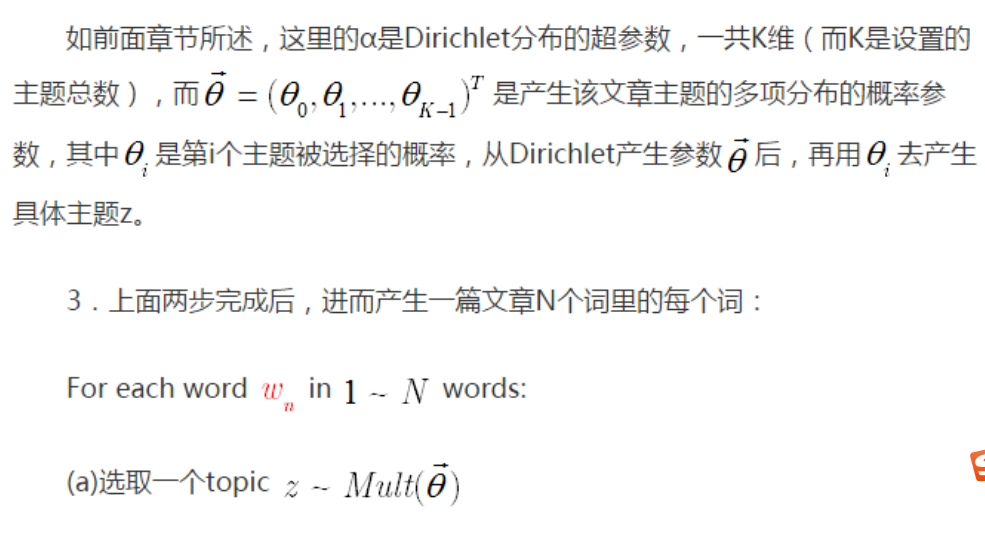 如前面章节所述，这里的α是Dirichlet分布的超参数，一共K维（而K是设置的
主题总数），而 $\vec{\theta} = (\theta_0, \theta_1, \ldots, \theta_{K-1})^T$ 是产生该文章主题的多项分布的概率参
数，其中 $\theta_i$ 是第i个主题被选择的概率，从Dirichlet产生参数 $\vec{\theta}$ 后，再用 $\theta_i$ 去产生
具体主题z。
3．上面两步完成后，进而产生一篇文章N个词里的每个词：
For each word $w_n$ in $1 \sim N$ words:
(a)选取一个topic $z \sim Mult(\vec{\theta})$